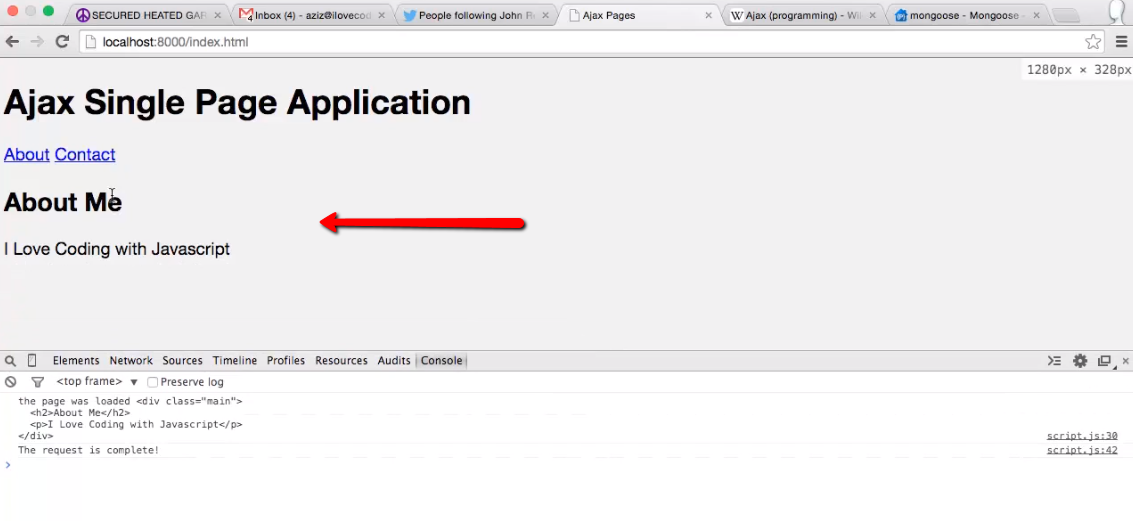 SECURED HEATED GAR
Inbox (4) - aziz@ilovecod
People following John R
Ajax Pages
Ajax (programming) - Wi
mongoose - Mongoose
localhost:8000/index.html
1280px × 328px
Ajax Single Page Application
About Contact
About Me
I Love Coding with Javascript
Elements Network Sources Timeline Profiles Resources Audits Console
<top frame> ▼ Preserve log
the page was loaded <div class="main">
<h2>About Me</h2>
<p>I Love Coding with Javascript</p>
</div> script.js:30
The request is complete! script.js:42